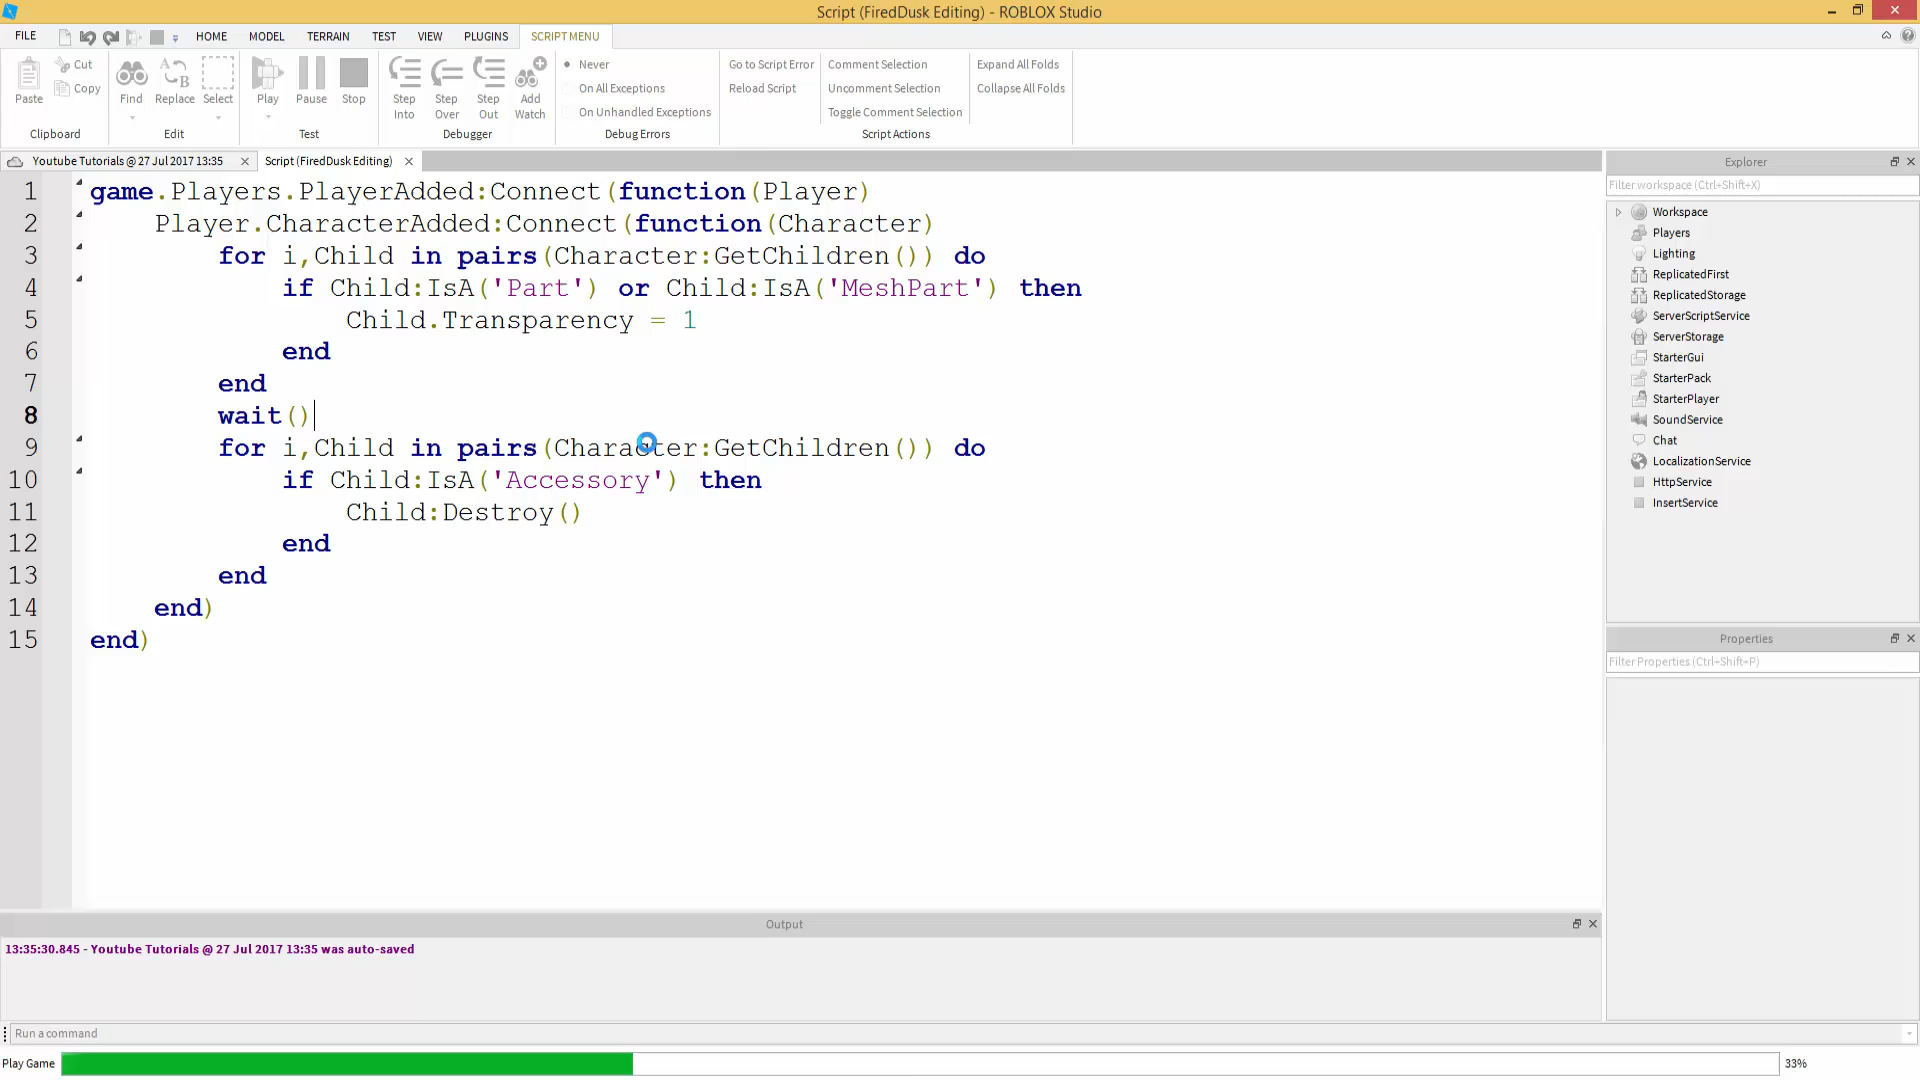 Script (FiredDusk Editing) - ROBLOX Studio
FILE HOME MODEL TERRAIN TEST VIEW PLUGINS SCRIPT MENU
Paste
Cut
Copy
Clipboard
Find
Replace
Select
Edit
Play
Pause
Stop
Test
Step Into
Step Over
Step Out
Add Watch
Debugger
Never
On All Exceptions
On Unhandled Exceptions
Debug Errors
Go to Script Error
Reload Script
Comment Selection
Uncomment Selection
Toggle Comment Selection
Expand All Folds
Collapse All Folds
Script Actions
Youtube Tutorials @ 27 Jul 2017 13:35
Script (FiredDusk Editing)
1 game.Players.PlayerAdded:Connect(function(Player)
2 Player.CharacterAdded:Connect(function(Character)
3 for i,Child in pairs(Character:GetChildren()) do
4 if Child:IsA('Part') or Child:IsA('MeshPart') then
5 Child.Transparency = 1
6 end
7 end
8 wait()
9 for i,Child in pairs(Character:GetChildren()) do
10 if Child:IsA('Accessory') then
11 Child:Destroy()
12 end
13 end
14 end)
15 end)
Explorer
Filter workspace (Ctrl+Shift+X)
Workspace
Players
Lighting
ReplicatedFirst
ReplicatedStorage
ServerScriptService
ServerStorage
StarterGui
StarterPack
StarterPlayer
SoundService
Chat
LocalizationService
HttpService
InsertService
Properties
Filter Properties (Ctrl+Shift+P)
Output
13:35:30.845 - Youtube Tutorials @ 27 Jul 2017 13:35 was auto-saved
Run a command
Play Game 33%